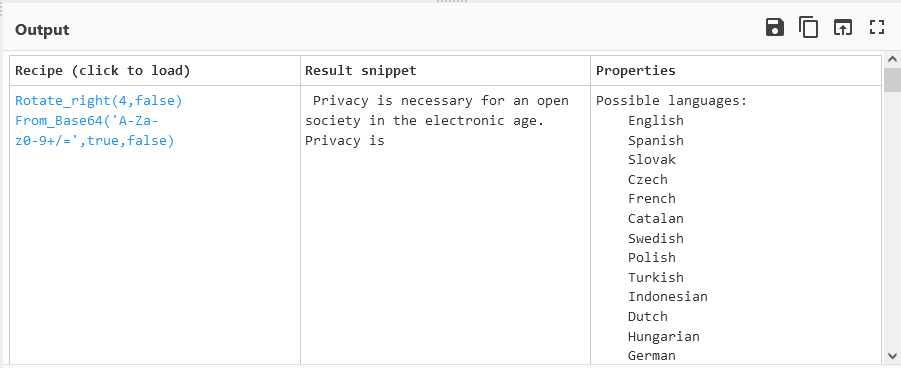 Output
Recipe (click to load)
Result snippet
Properties
Rotate_right(4,false)
From_Base64('A-Za-
z0-9+/=',true,false)
Privacy is necessary for an open
society in the electronic age.
Privacy is
Possible languages:
English
Spanish
Slovak
Czech
French
Catalan
Swedish
Polish
Turkish
Indonesian
Dutch
Hungarian
German